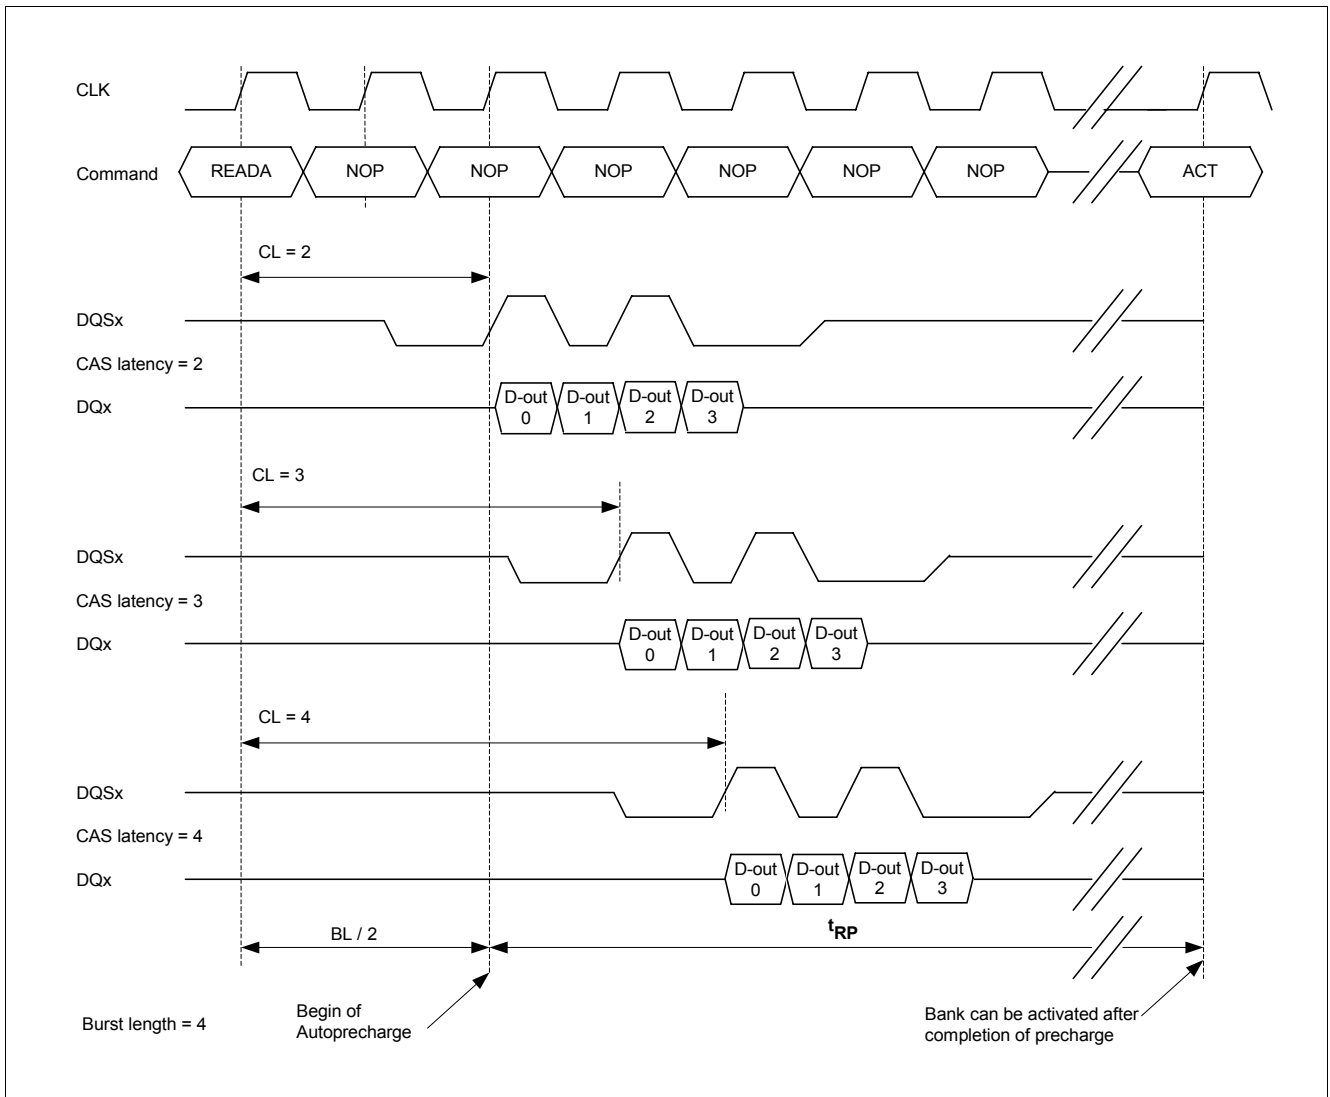 CLK
Command
READA NOP NOP NOP NOP NOP NOP ACT
CL = 2
DQSx
CAS latency = 2
DQx
D-out D-out D-out D-out
0 1 2 3
CL = 3
DQSx
CAS latency = 3
DQx
D-out D-out D-out D-out
0 1 2 3
CL = 4
DQSx
CAS latency = 4
DQx
D-out D-out D-out D-out
0 1 2 3
BL / 2
tRP
Burst length = 4
Begin of
Autoprecharge
Bank can be activated after
completion of precharge